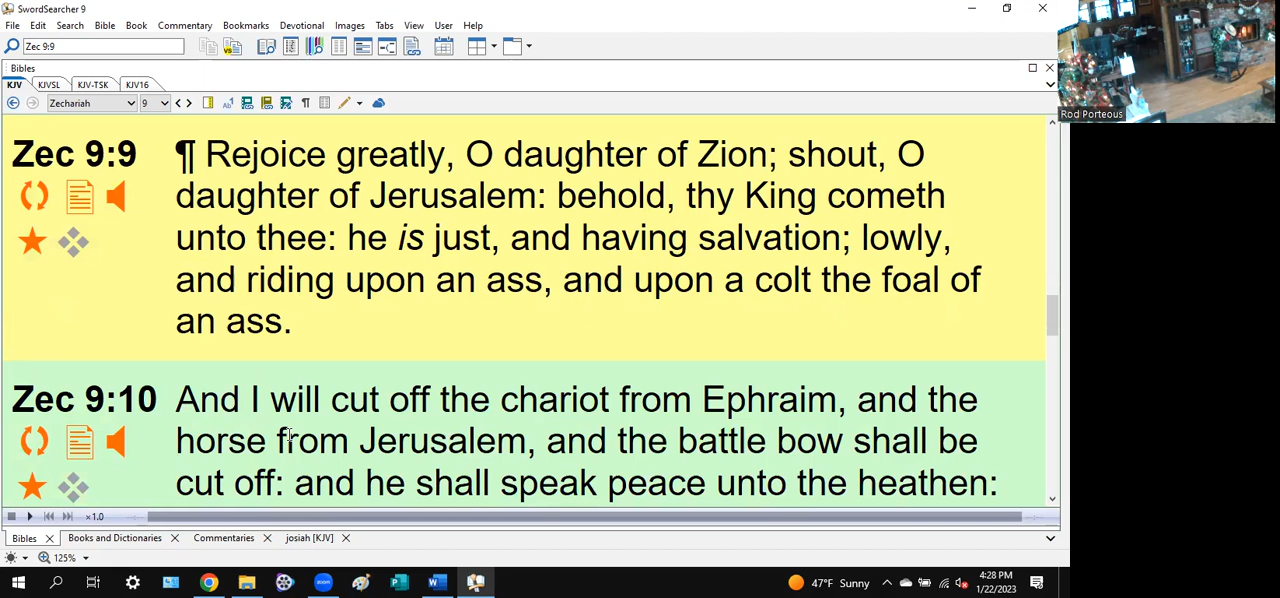 SwordSearcher 9
File Edit Search Bible Book Commentary Bookmarks Devotional Images Tabs View User Help
Zec 9:9
Bibles
KJV KJVSL KJV-TSK KJV16
Zechariah 9
Rod Porteous
Zec 9:9 ¶ Rejoice greatly, O daughter of Zion; shout, O
daughter of Jerusalem: behold, thy King cometh
unto thee: he is just, and having salvation; lowly,
and riding upon an ass, and upon a colt the foal of
an ass.
Zec 9:10 And I will cut off the chariot from Ephraim, and the
horse from Jerusalem, and the battle bow shall be
cut off: and he shall speak peace unto the heathen:
×1.0
Bibles Books and Dictionaries Commentaries josiah [KJV]
125%
zoom
47°F Sunny 4:28 PM
1/22/2023